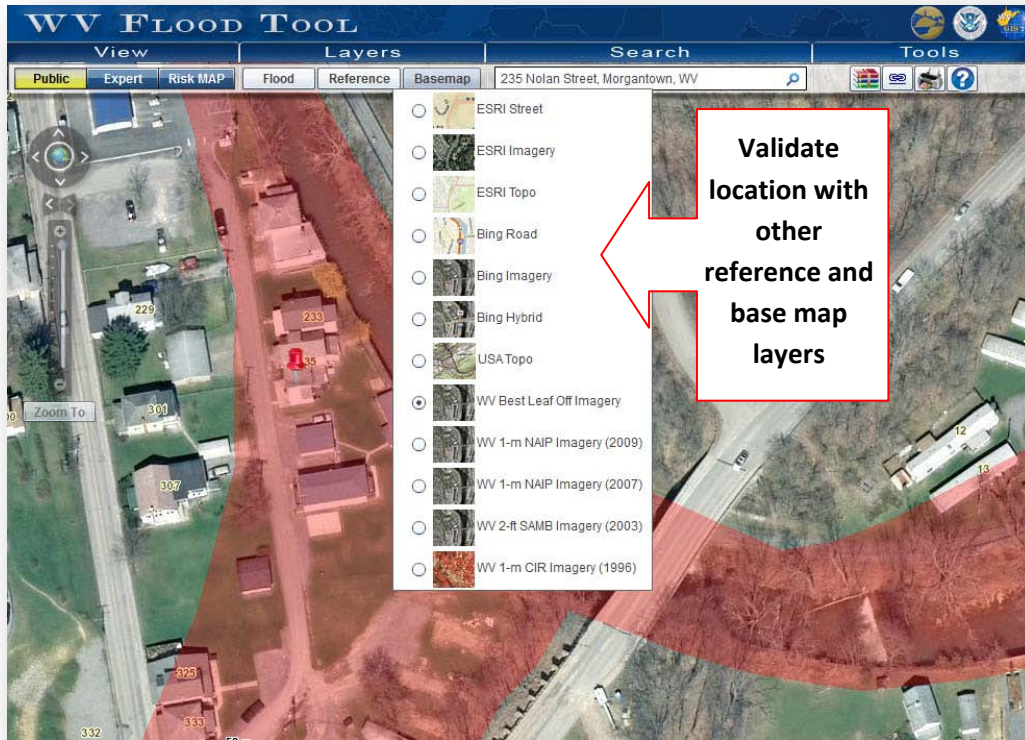 WV FLOOD TOOL
View Layers Search Tools
Public Expert Risk MAP Flood Reference Basemap 235 Nolan Street, Morgantown, WV
ESRI Street
ESRI Imagery
ESRI Topo
Bing Road
Bing Imagery
Bing Hybrid
USA Topo
WV Best Leaf Off Imagery
WV 1-m NAIP Imagery (2009)
WV 1-m NAIP Imagery (2007)
WV 2-ft SAMB Imagery (2003)
WV 1-m CIR Imagery (1996)
Validate
location with
other
reference and
base map
layers
Zoom To
229
233
35
301
307
325
333
332
12
13